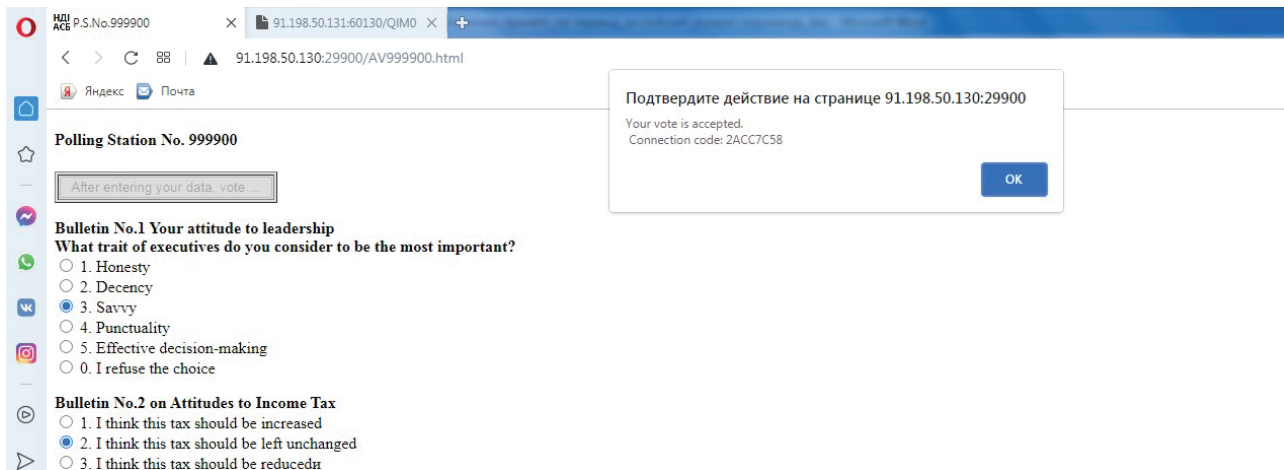 НДІ АСБ P.S.No.999900
91.198.50.131:60130/QIM0
91.198.50.130:29900/AV999900.html
Я Яндекс Почта
Подтвердите действие на странице 91.198.50.130:29900
Your vote is accepted.
Connection code: 2ACC7C58
OK
Polling Station No. 999900
After entering your data, vote ...
Bulletin No.1 Your attitude to leadership
What trait of executives do you consider to be the most important?
1. Honesty
2. Decency
3. Savvy
4. Punctuality
5. Effective decision-making
0. I refuse the choice
Bulletin No.2 on Attitudes to Income Tax
1. I think this tax should be increased
2. I think this tax should be left unchanged
3. I think this tax should be reducedи